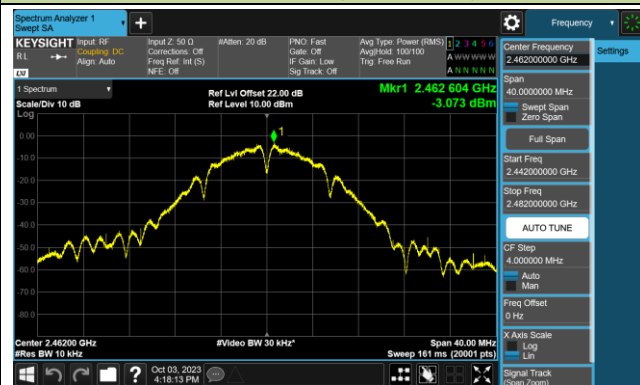 Spectrum Analyzer 1
Swept SA
Frequency
KEYSIGHT
RL
LXI
Input: RF
Coupling: DC
Align: Auto
Input Z: 50 Ω
Corrections: Off
Freq Ref: Int (S)
NFE: Off
#Atten: 20 dB
PNO: Fast
Gate: Off
IF Gain: Low
Sig Track: Off
Avg Type: Power (RMS)
Avg|Hold: 100/100
Trig: Free Run
1 2 3 4 5 6
A W W W W W
A N N N N N
1 Spectrum
Scale/Div 10 dB
Log
Ref Lvl Offset 22.00 dB
Ref Level 10.00 dBm
Mkr1 2.462 604 GHz
-3.073 dBm
1
0.00
-10.0
-20.0
-30.0
-40.0
-50.0
-60.0
-70.0
-80.0
Center 2.46200 GHz
#Res BW 10 kHz
#Video BW 30 kHz*
Span 40.00 MHz
Sweep 161 ms (20001 pts)
Oct 03, 2023
4:18:13 PM
Center Frequency
2.462000000 GHz
Settings
Span
40.0000000 MHz
Swept Span
Zero Span
Full Span
Start Freq
2.442000000 GHz
Stop Freq
2.482000000 GHz
AUTO TUNE
CF Step
4.000000 MHz
Auto
Man
Freq Offset
0 Hz
X Axis Scale
Log
Lin
Signal Track
(Span Zoom)